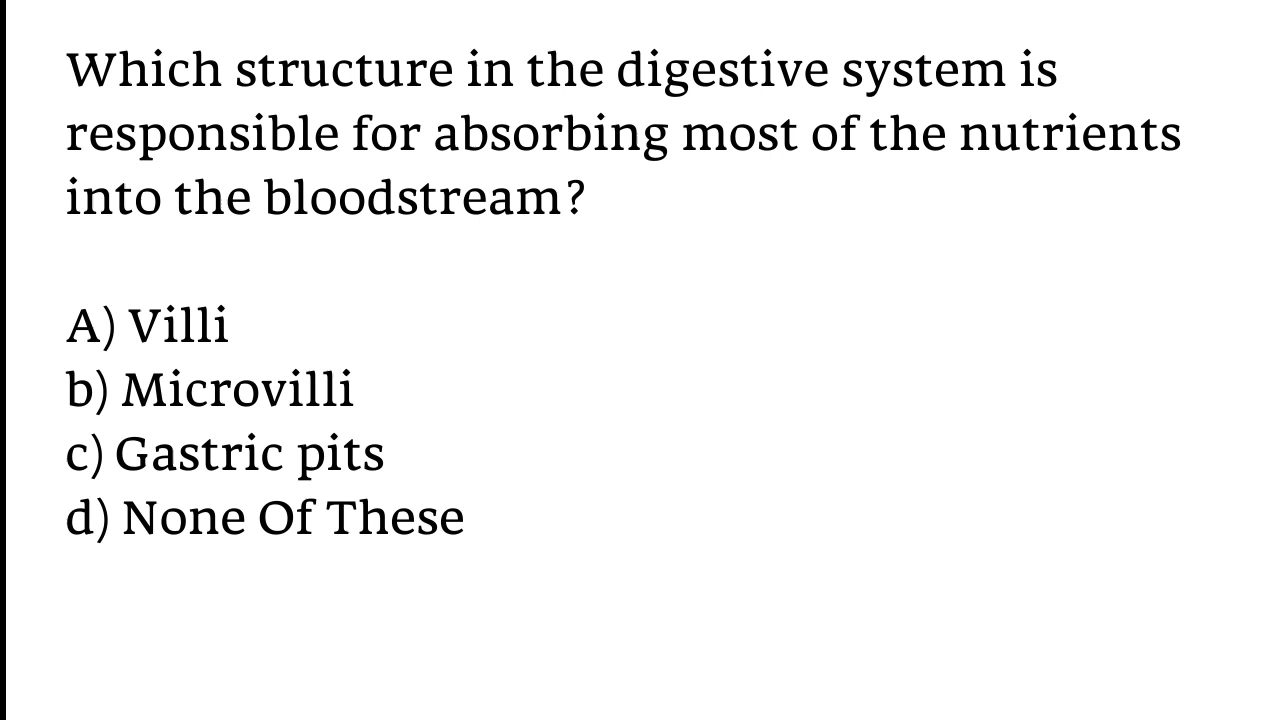 Which structure in the digestive system is
responsible for absorbing most of the nutrients
into the bloodstream?
A) Villi
b) Microvilli
c) Gastric pits
d) None Of These